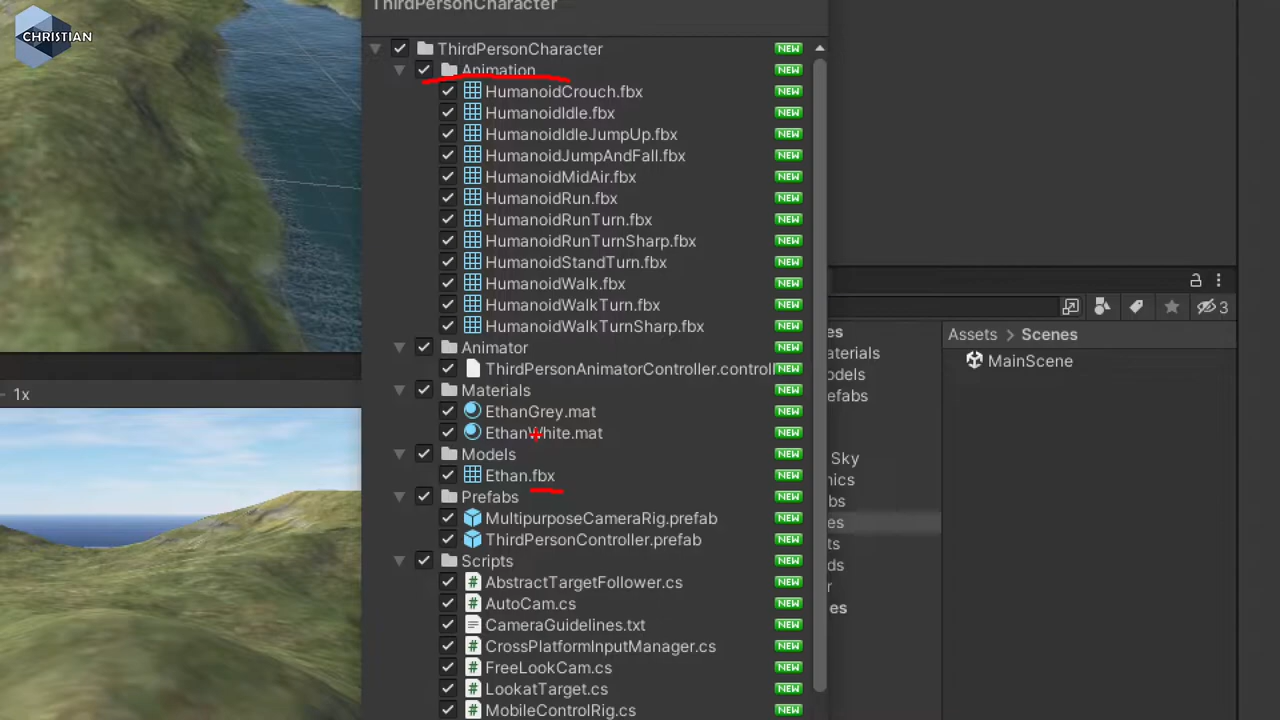 ThirdPersonCharacter
CHRISTIAN
ThirdPersonCharacter NEW
Animation NEW
HumanoidCrouch.fbx NEW
HumanoidIdle.fbx NEW
HumanoidIdleJumpUp.fbx NEW
HumanoidJumpAndFall.fbx NEW
HumanoidMidAir.fbx NEW
HumanoidRun.fbx NEW
HumanoidRunTurn.fbx NEW
HumanoidRunTurnSharp.fbx NEW
HumanoidStandTurn.fbx NEW
HumanoidWalk.fbx NEW
HumanoidWalkTurn.fbx NEW
HumanoidWalkTurnSharp.fbx NEW
Animator NEW
ThirdPersonAnimatorController.controll NEW
Materials NEW
EthanGrey.mat NEW
EthanWhite.mat NEW
Models NEW
Ethan.fbx NEW
Prefabs NEW
MultipurposeCameraRig.prefab NEW
ThirdPersonController.prefab NEW
Scripts NEW
AbstractTargetFollower.cs NEW
AutoCam.cs NEW
CameraGuidelines.txt NEW
CrossPlatformInputManager.cs NEW
FreeLookCam.cs NEW
LookatTarget.cs NEW
MobileControlRig.cs NEW
1x
3
es
aterials
odels
efabs
Sky
nics
bs
es
ts
ds
r
es
Assets > Scenes
MainScene